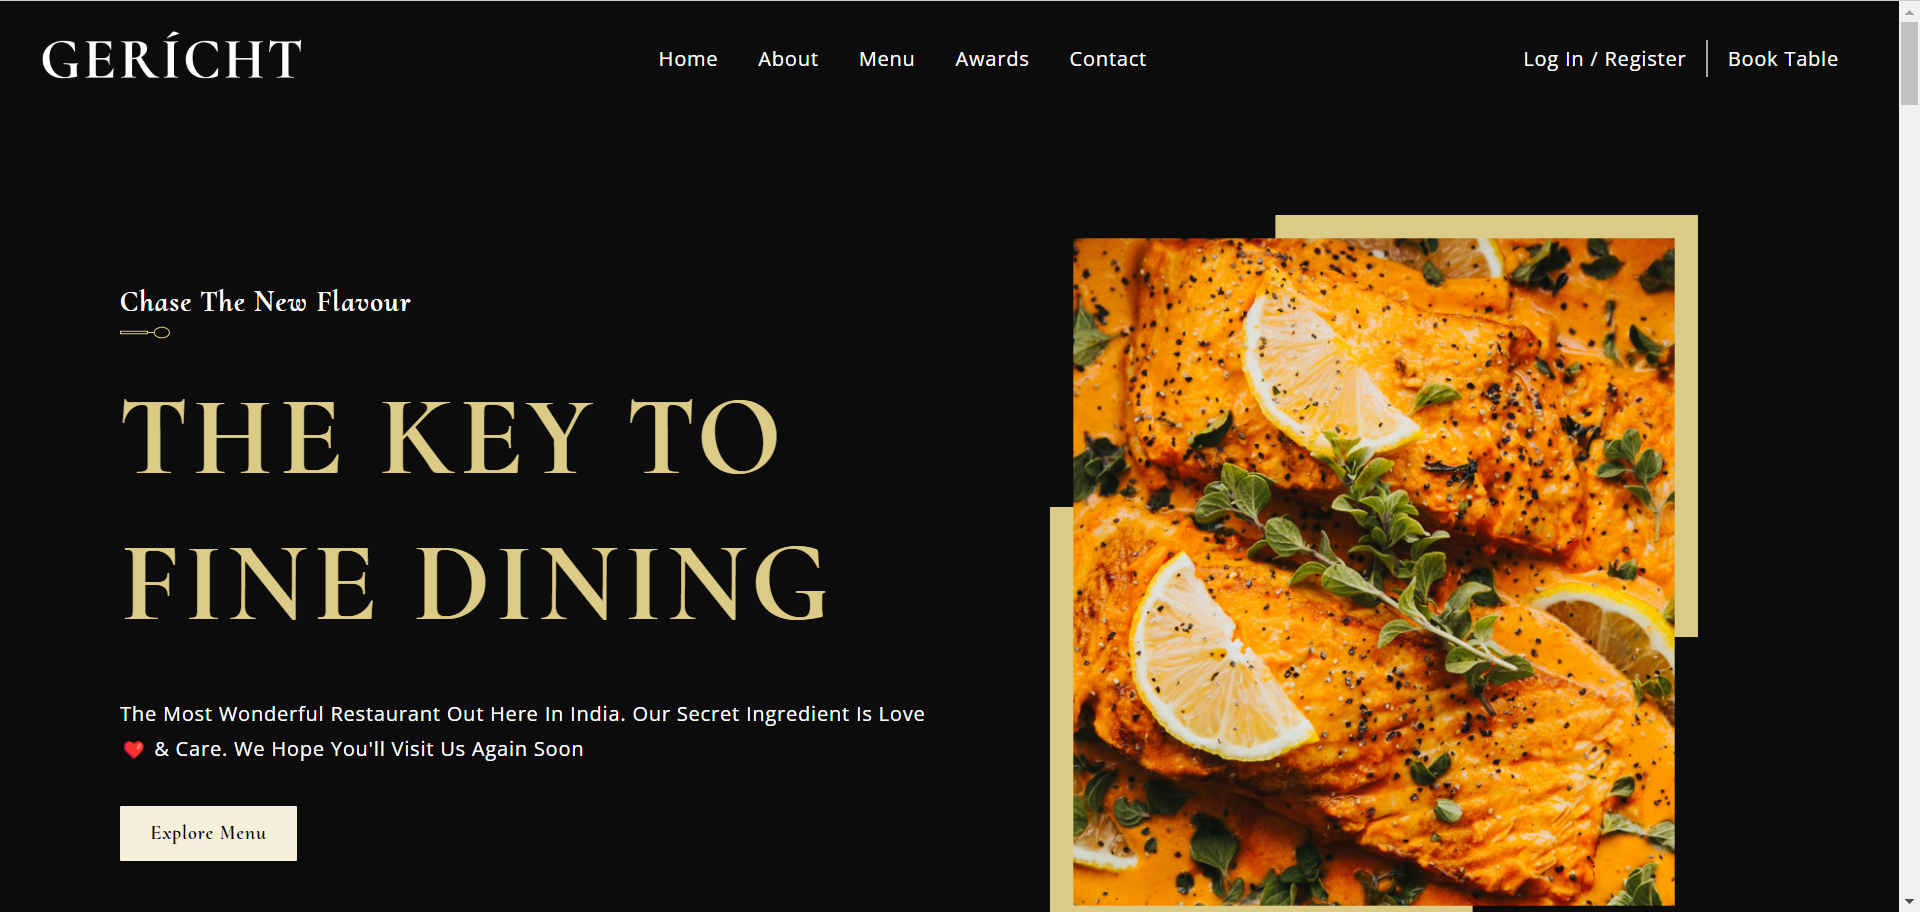 GERÍCHT
Home About Menu Awards Contact
Log In / Register Book Table
Chase The New Flavour
THE KEY TO
FINE DINING
The Most Wonderful Restaurant Out Here In India. Our Secret Ingredient Is Love
❤️ & Care. We Hope You'll Visit Us Again Soon
Explore Menu